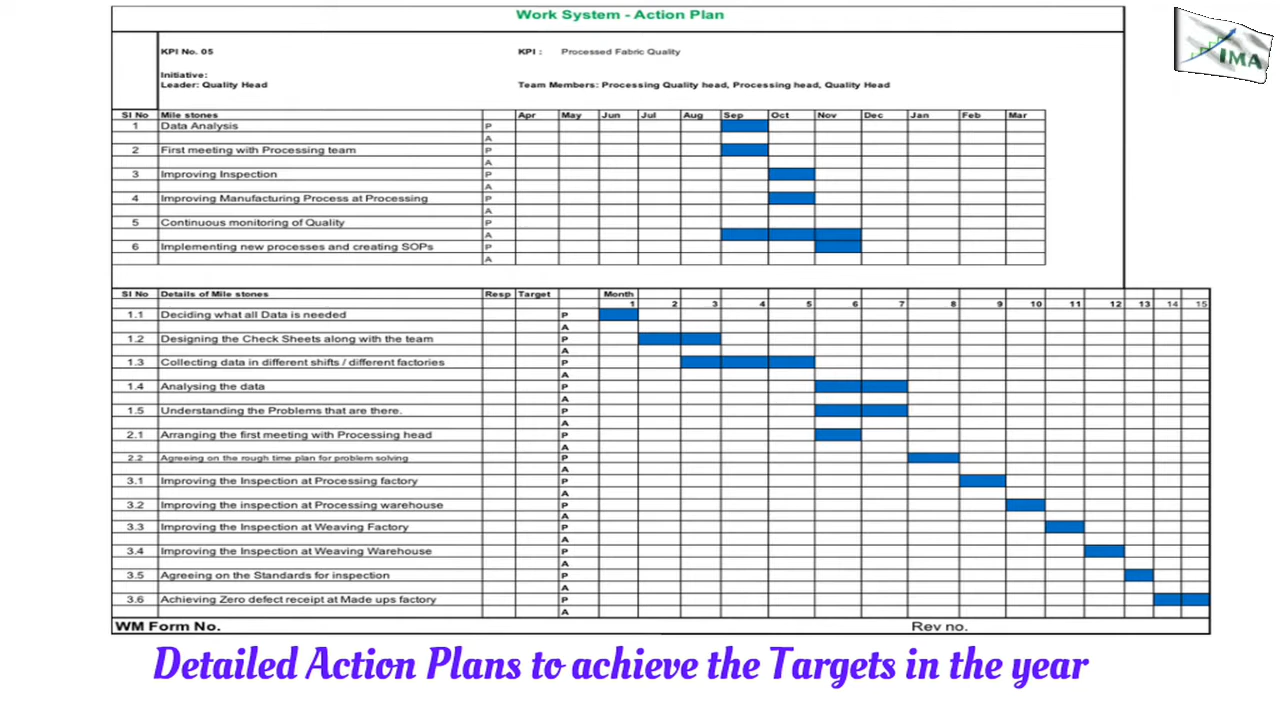 Work System - Action Plan
IMA
KPI No. 05 KPI : Processed Fabric Quality
Initiative:
Leader: Quality Head Team Members: Processing Quality head, Processing head, Quality Head
Sl No Mile stones Apr May Jun Jul Aug Sep Oct Nov Dec Jan Feb Mar
1 Data Analysis P
A
2 First meeting with Processing team P
A
3 Improving Inspection P
A
4 Improving Manufacturing Process at Processing P
A
5 Continuous monitoring of Quality P
A
6 Implementing new processes and creating SOPs P
A
Sl No Details of Mile stones Resp Target Month
1 2 3 4 5 6 7 8 9 10 11 12 13 14 15
1.1 Deciding what all Data is needed P
A
1.2 Designing the Check Sheets along with the team P
A
1.3 Collecting data in different shifts / different factories P
A
1.4 Analysing the data P
A
1.5 Understanding the Problems that are there. P
A
2.1 Arranging the first meeting with Processing head P
A
2.2 Agreeing on the rough time plan for problem solving P
A
3.1 Improving the Inspection at Processing factory P
A
3.2 Improving the inspection at Processing warehouse P
A
3.3 Improving the Inspection at Weaving Factory P
A
3.4 Improving the Inspection at Weaving Warehouse P
A
3.5 Agreeing on the Standards for inspection P
A
3.6 Achieving Zero defect receipt at Made ups factory P
A
WM Form No. Rev no.
Detailed Action Plans to achieve the Targets in the year